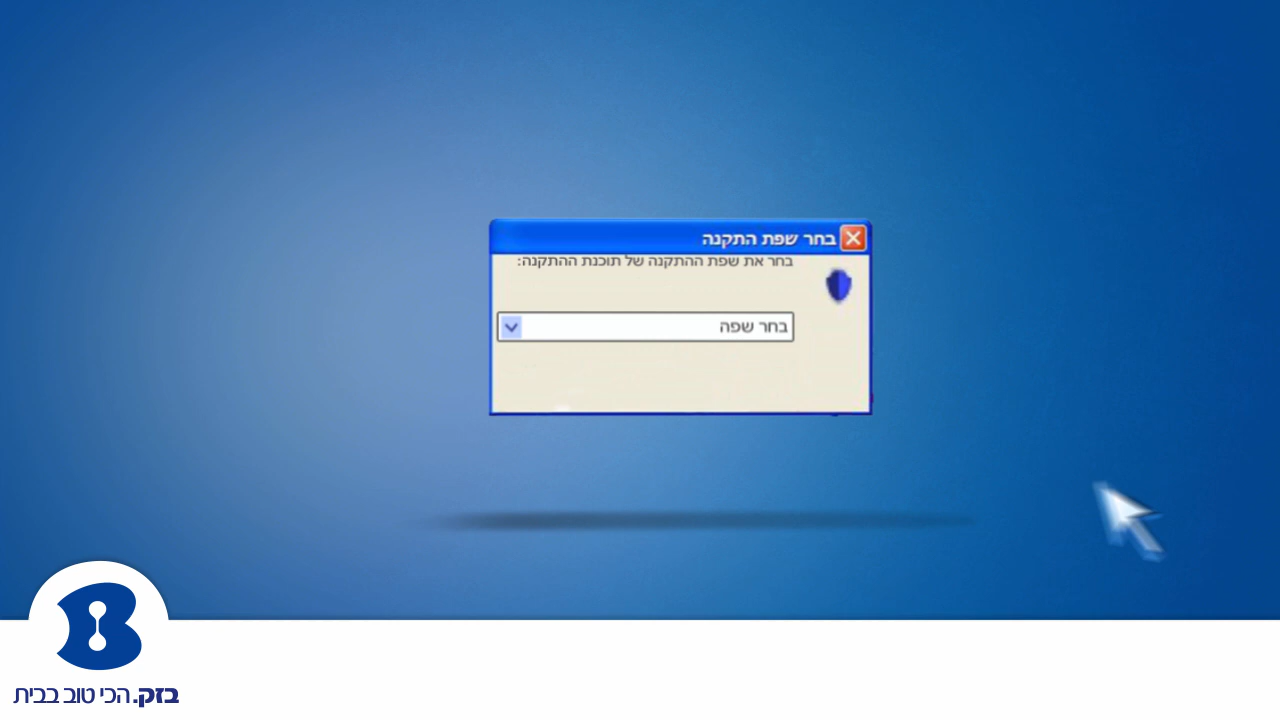 בחר שפת התקנה
בחר את שפת ההתקנה של תוכנת ההתקנה:
בחר שפה
בזק. הכי טוב בבית